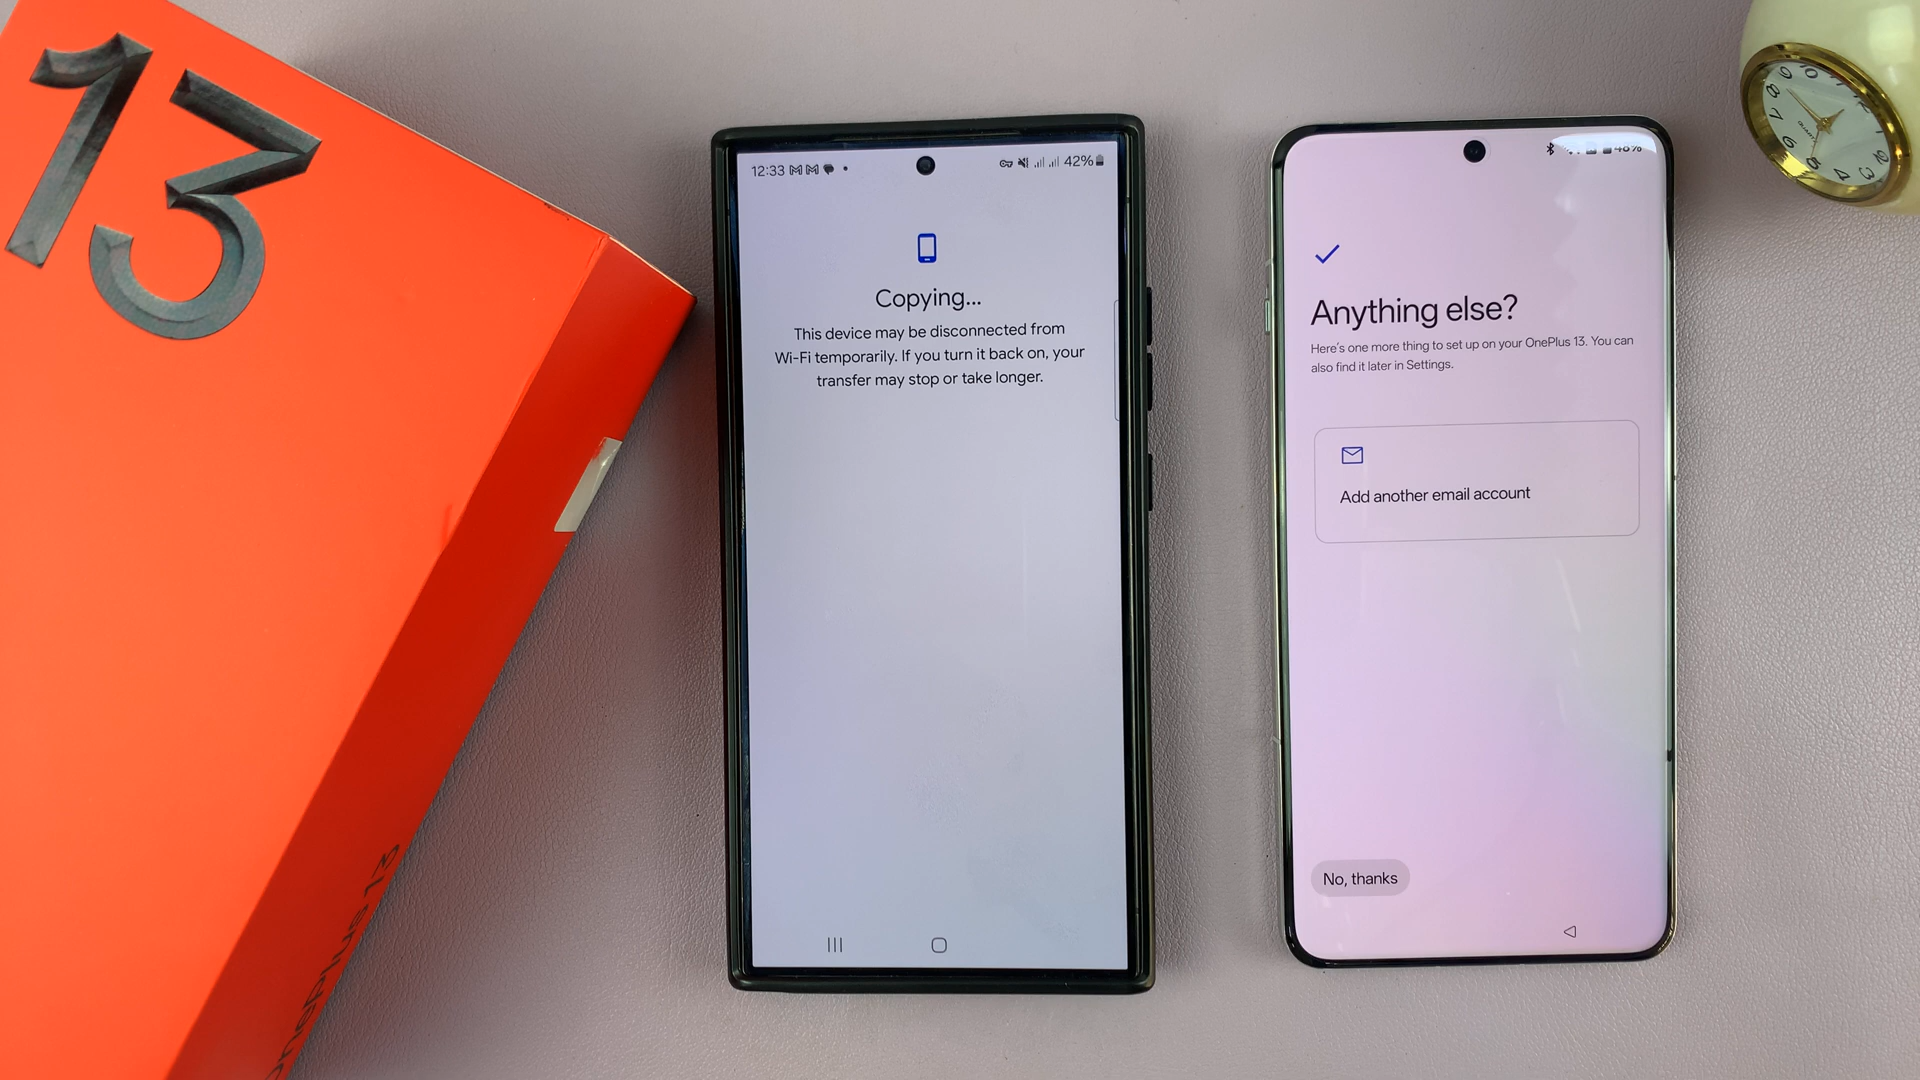 13
OnePlus 13
12:33
42%
Copying...
This device may be disconnected from
Wi-Fi temporarily. If you turn it back on, your
transfer may stop or take longer.
Anything else?
Here's one more thing to set up on your OnePlus 13. You can
also find it later in Settings.
Add another email account
No, thanks
QUARTZ